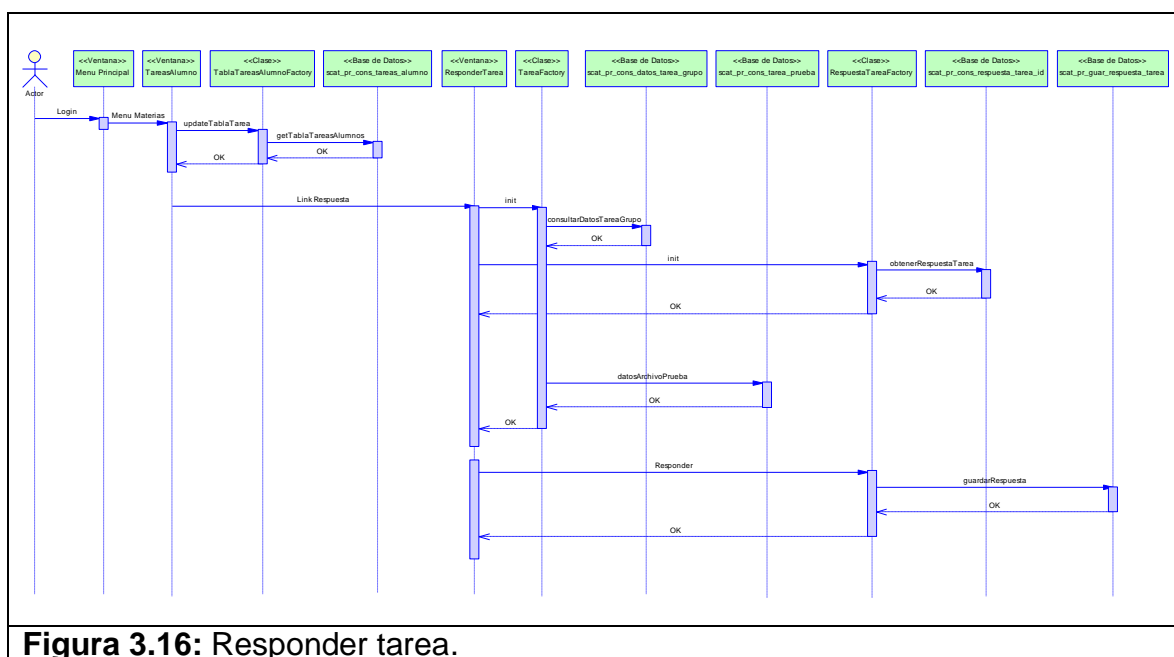 <<Ventana>>
Menu Principal
<<Ventana>>
TareasAlumno
<<Clase>>
TablaTareasAlumnoFactory
<<Base de Datos>>
scat_pr_cons_tareas_alumno
<<Ventana>>
ResponderTarea
<<Clase>>
TareaFactory
<<Base de Datos>>
scat_pr_cons_datos_tarea_grupo
<<Base de Datos>>
scat_pr_cons_tarea_prueba
<<Clase>>
RespuestaTareaFactory
<<Base de Datos>>
scat_pr_cons_respuesta_tarea_id
<<Base de Datos>>
scat_pr_guar_respuesta_tarea
Actor
Login
Menu Materias
updateTablaTarea
getTablaTareasAlumnos
OK
OK
Link Respuesta
init
consultarDatosTareaGrupo
OK
init
obtenerRespuestaTarea
OK
OK
datosArchivoPrueba
OK
OK
Responder
guardarRespuesta
OK
OK
Figura 3.16: Responder tarea.